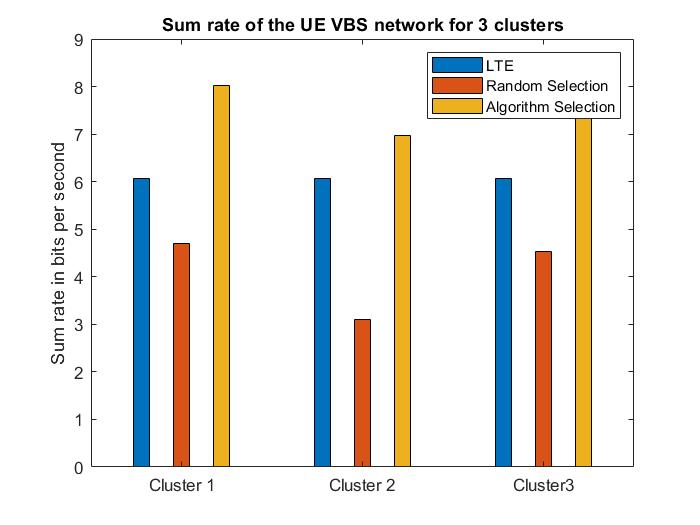 Sum rate of the UE VBS network for 3 clusters
LTE
Random Selection
Algorithm Selection
Sum rate in bits per second
9
8
7
6
5
4
3
2
1
0
Cluster 1
Cluster 2
Cluster3